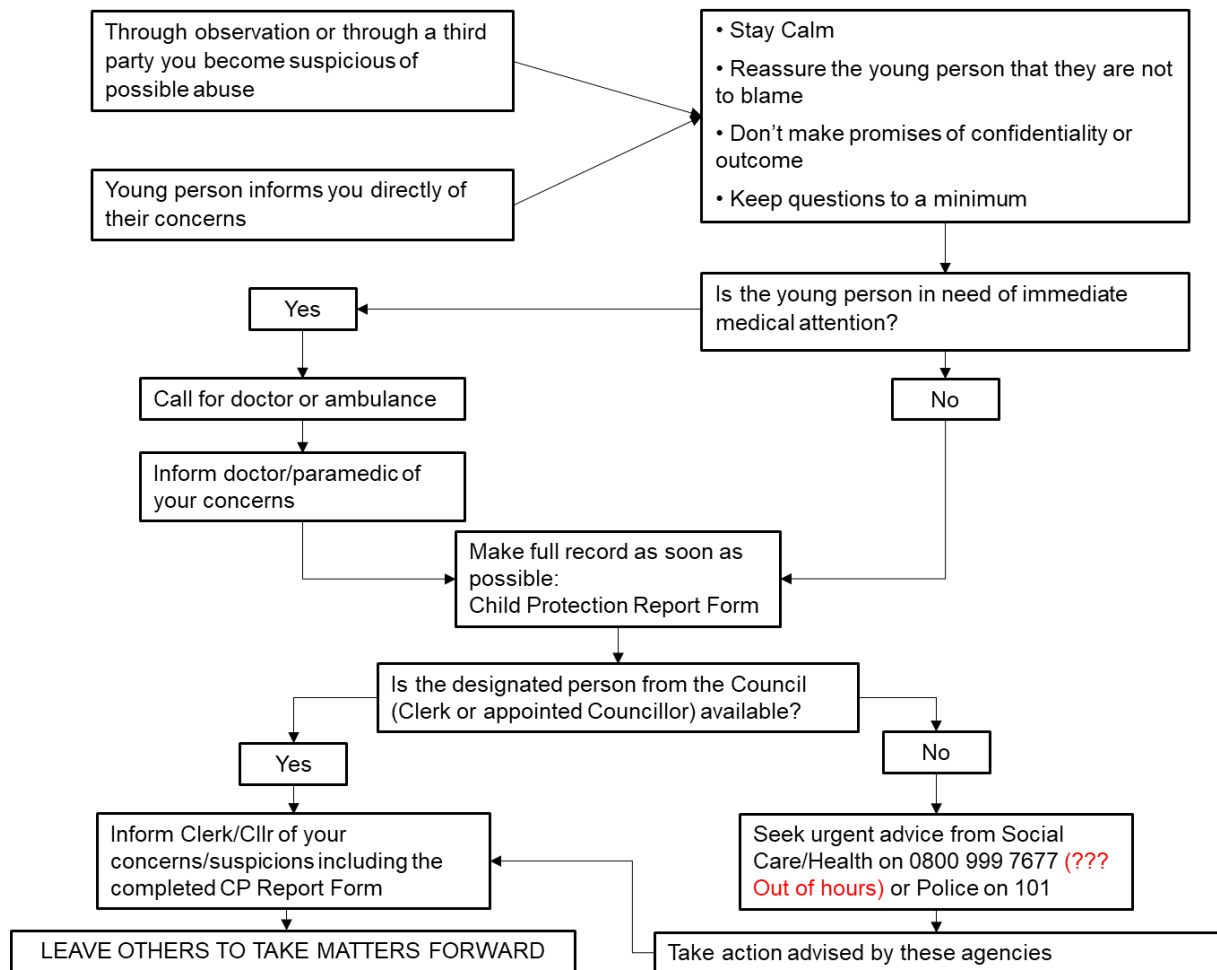 Through observation or through a third
party you become suspicious of
possible abuse
• Stay Calm
• Reassure the young person that they are not
to blame
• Don’t make promises of confidentiality or
outcome
• Keep questions to a minimum
Young person informs you directly of
their concerns
Is the young person in need of immediate
medical attention?
Yes
No
Call for doctor or ambulance
Inform doctor/paramedic of
your concerns
Make full record as soon as
possible:
Child Protection Report Form
Is the designated person from the Council
(Clerk or appointed Councillor) available?
Yes
No
Inform Clerk/Cllr of your
concerns/suspicions including the
completed CP Report Form
Seek urgent advice from Social
Care/Health on 0800 999 7677 (???
Out of hours) or Police on 101
LEAVE OTHERS TO TAKE MATTERS FORWARD
Take action advised by these agencies